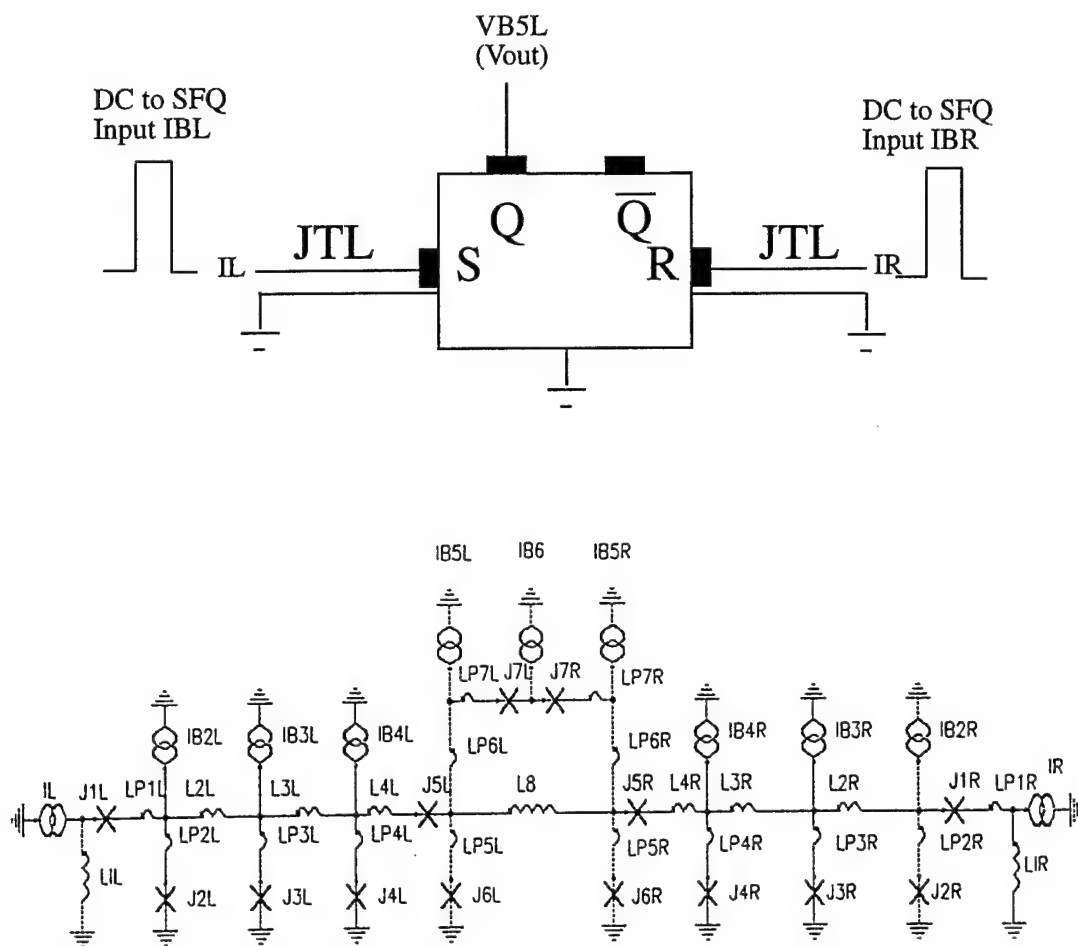 VB5L
(Vout)
DC to SFQ
Input IBL
DC to SFQ
Input IBR
Q
Q
JTL
JTL
IL
S
R
IR
IB5L
IB6
IB5R
LP7L
J7L
J7R
LP7R
IB2L
IB3L
IB4L
LP6L
LP6R
IB4R
IB3R
IB2R
IL
J1L
LP1L
L2L
L3L
L4L
J5L
L8
J5R
L4R
L3R
L2R
J1R
LP1R
IR
LIL
LP2L
LP3L
LP4L
LP5L
LP5R
LP4R
LP3R
LP2R
LIR
J2L
J3L
J4L
J6L
J6R
J4R
J3R
J2R